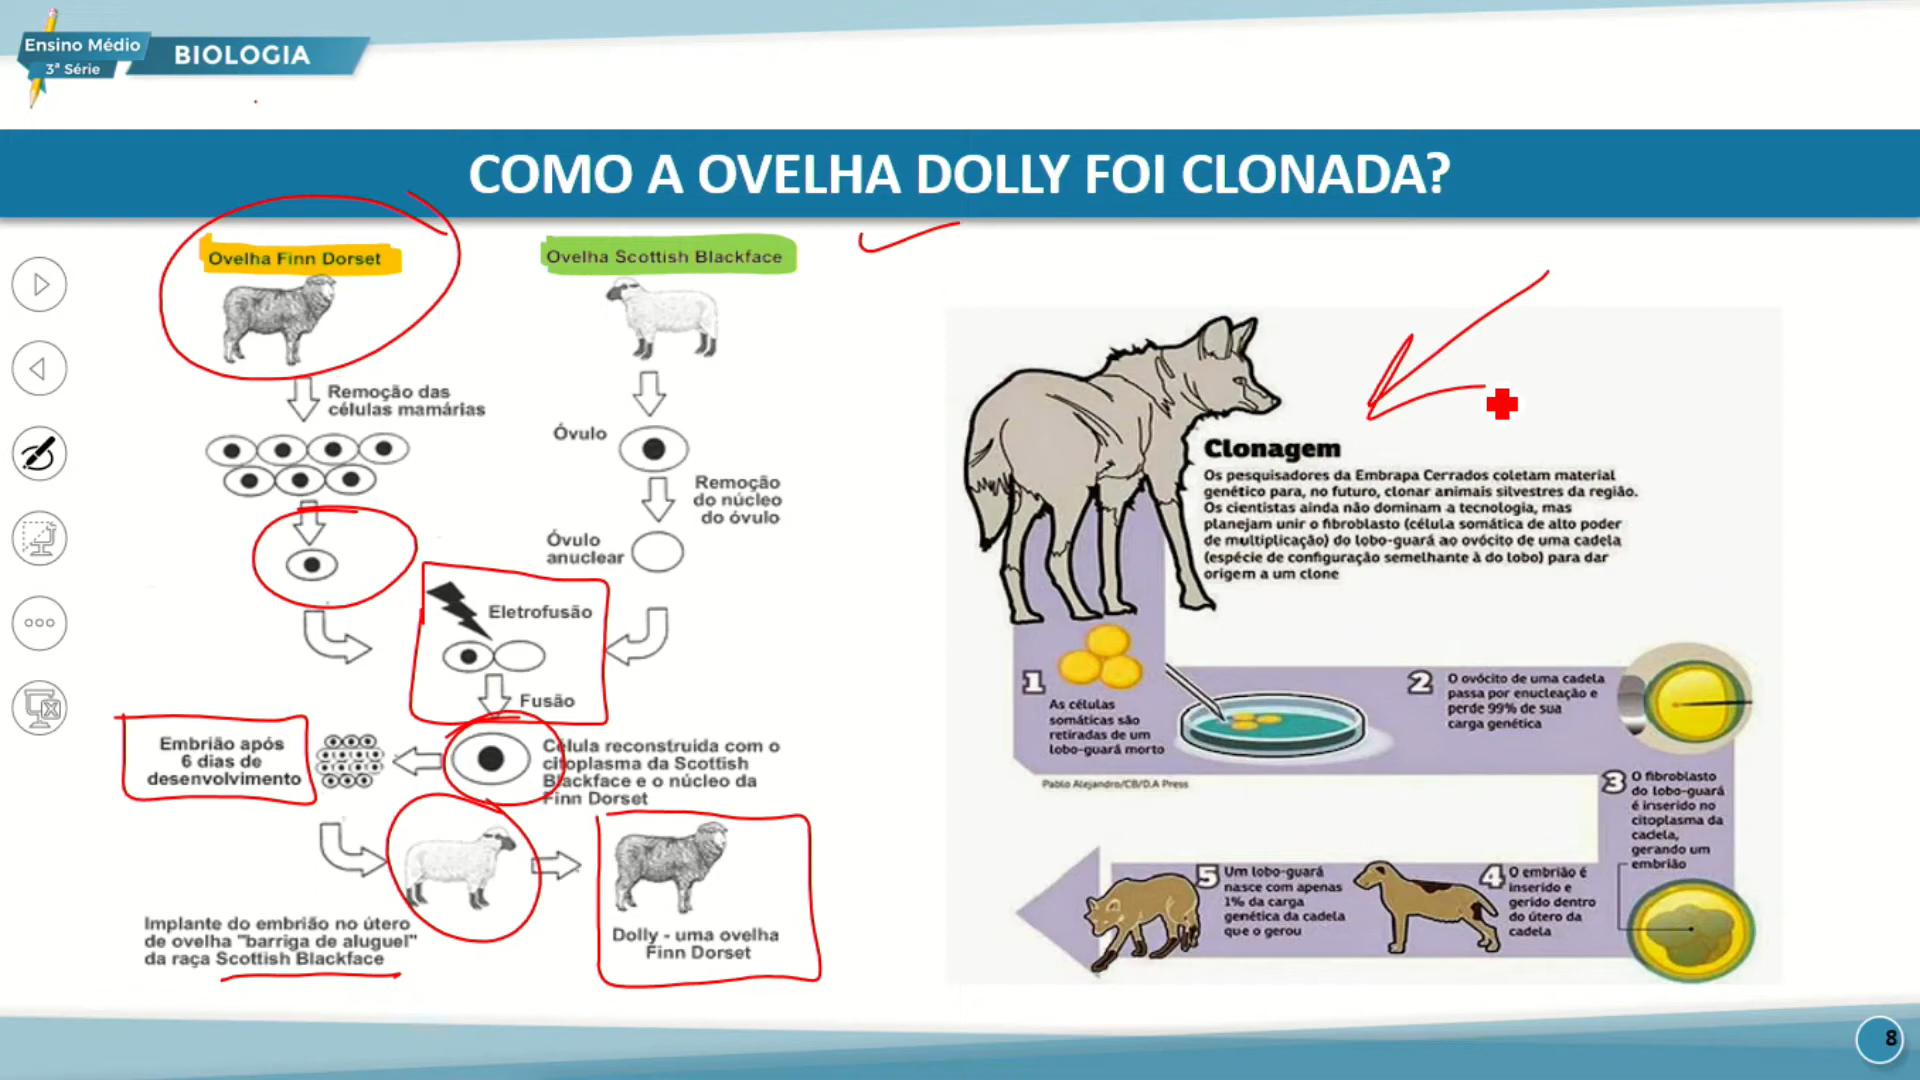 Ensino Médio
3ª Série
BIOLOGIA
COMO A OVELHA DOLLY FOI CLONADA?
Ovelha Finn Dorset
Ovelha Scottish Blackface
Remoção das
células mamárias
Óvulo
Remoção
do núcleo
do óvulo
Óvulo
anuclear
Eletrofusão
Fusão
Embrião após
6 dias de
desenvolvimento
Célula reconstruida com o
citoplasma da Scottish
Blackface e o núcleo da
Finn Dorset
Implante do embrião no útero
de ovelha "barriga de aluguel"
da raça Scottish Blackface
Dolly - uma ovelha
Finn Dorset
Clonagem
Os pesquisadores da Embrapa Cerrados coletam material
genético para, no futuro, clonar animais silvestres da região.
Os cientistas ainda não dominam a tecnologia, mas
planejam unir o fibroblasto (célula somática de alto poder
de multiplicação) do lobo-guará ao ovócito de uma cadela
(espécie de configuração semelhante à do lobo) para dar
origem a um clone
1
As células
somáticas são
retiradas de um
lobo-guará morto
2
O ovócito de uma cadela
passa por enucleação e
perde 99% de sua
carga genética
Pablo Alejandro/CB/D.A Press
3
O fibroblasto
do lobo-guará
é inserido no
citoplasma da
cadela,
gerando um
embrião
4
O embrião é
inserido e
gerido dentro
do útero da
cadela
5
Um lobo-guará
nasce com apenas
1% da carga
genética da cadela
que o gerou
8